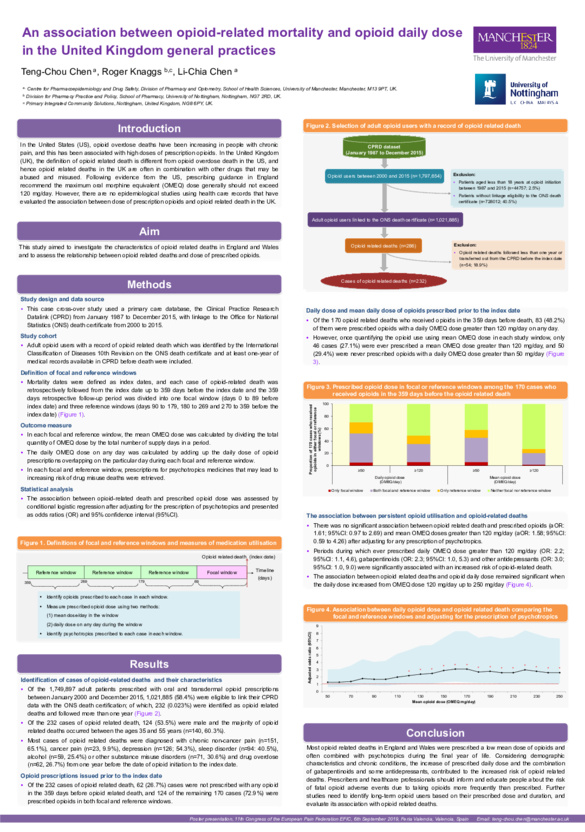 An association between opioid-related mortality and opioid daily dose
in the United Kingdom general practices
Teng-Chou Chen a, Roger Knaggs b,c, Li-Chia Chen a
a Centre for Pharmacoepidemiology and Drug Safety, Division of Pharmacy and Optometry, School of Health Sciences, University of Manchester, Manchester, M13 9PT, UK.
b Division for Pharmacy Practice and Policy, School of Pharmacy, University of Nottingham, Nottingham, NG7 2RD, UK.
c Primary Integrated Community Solutions, Nottingham, United Kingdom, NG8 6PY, UK.
MANCHESTER
1824
The University of Manchester
University of
Nottingham
UK | CHINA | MALAYSIA
Introduction
In the United States (US), opioid overdose deaths have been increasing in people with chronic
pain, and this has been associated with high doses of prescription opioids. In the United Kingdom
(UK), the definition of opioid related death is different from opioid overdose death in the US, and
hence opioid related deaths in the UK are often in combination with other drugs that may be
abused and misused. Following evidence from the US, prescribing guidance in England
recommend the maximum oral morphine equivalent (OMEQ) dose generally should not exceed
120 mg/day. However, there are no epidemiological studies using health care records that have
evaluated the association between dose of prescription opioids and opioid related death in the UK.
Aim
This study aimed to investigate the characteristics of opioid related deaths in England and Wales
and to assess the relationship between opioid related deaths and dose of prescribed opioids.
Methods
Study design and data source
• This case cross-over study used a primary care database, the Clinical Practice Research
Datalink (CPRD) from January 1987 to December 2015, with linkage to the Office for National
Statistics (ONS) death certificate from 2000 to 2015.
Study cohort
• Adult opioid users with a record of opioid related death which was identified by the International
Classification of Diseases 10th Revision on the ONS death certificate and at least one-year of
medical records available in CPRD before death were included.
Definition of focal and reference windows
• Mortality dates were defined as index dates, and each case of opioid-related death was
retrospectively followed from the index date up to 359 days before the index date and the 359
days retrospective follow-up period was divided into one focal window (days 0 to 89 before
index date) and three reference windows (days 90 to 179, 180 to 269 and 270 to 359 before the
index date) (Figure 1).
Outcome measure
• In each focal and reference window, the mean OMEQ dose was calculated by dividing the total
quantity of OMEQ dose by the total number of supply days in a period.
• The daily OMEQ dose on any day was calculated by adding up the daily dose of opioid
prescriptions overlapping on the particular day during each focal and reference window.
• In each focal and reference window, prescriptions for psychotropics medicines that may lead to
increasing risk of drug misuse deaths were retrieved.
Statistical analysis
• The association between opioid-related death and prescribed opioid dose was assessed by
conditional logistic regression after adjusting for the prescription of psychotropics and presented
as odds ratios (OR) and 95% confidence interval (95%CI).
Figure 1. Definitions of focal and reference windows and measures of medication utilisation
Opioid related death (index date)
Reference window
Reference window
Reference window
Focal window
Timeline
(days)
• Identify opioids prescribed to each case in each window.
• Measure prescribed opioid dose using two methods:
(1) mean dose/day in the window
(2) daily dose on any day during the window
• Identify psychotropics prescribed to each case in each window.
Results
Identification of cases of opioid-related deaths and their characteristics
• Of the 1,749,897 adult patients prescribed with oral and transdermal opioid prescriptions
between January 2000 and December 2015, 1,021,885 (58.4%) were eligible to link their CPRD
data with the ONS death certification; of which, 232 (0.023%) were identified as opioid related
deaths and followed more than one year (Figure 2).
• Of the 232 cases of opioid related death, 124 (53.5%) were male and the majority of opioid
related deaths occurred between the ages 35 and 55 years (n=140, 60.3%).
• Most cases of opioid related deaths were diagnosed with chronic noncancer pain (n=151,
65.1%), cancer pain (n=23, 9.9%), depression (n=126; 54.3%), sleep disorder (n=94: 40.5%),
alcohol (n=59, 25.4%) or other substance misuse disorders (n=71, 30.6%) and drug overdose
(n=62, 26.7%) from one year before the date of opioid initiation to the index date.
Opioid prescriptions issued prior to the index date
• Of the 232 cases of opioid related death, 62 (26.7%) cases were not prescribed with any opioid
in the 359 days before opioid related death, and 124 of the remaining 170 cases (72.9%) were
prescribed opioids in both focal and reference windows.
Figure 2. Selection of adult opioid users with a record of opioid related death
CPRD dataset
(January 1987 to December 2015)
Opioid users between 2000 and 2015 (n=1,797,654)
Exclusion:
• Patients aged less than 18 years at opioid initiation
between 1987 and 2015 (n=44757; 2.5%)
• Patients without linkage eligibility to the ONS death
certificate (n=728012; 40.5%)
Adult opioid users linked to the ONS death certificate (n=1,021,885)
Opioid related deaths (n=286)
Exclusion:
• Opioid related deaths followed less than one year or
transferred out from the CPRD before the index date
(n=54; 18.9%)
Cases of opioid related deaths (n=232)
Daily dose and mean daily dose of opioids prescribed prior to the index date
• Of the 170 opioid related deaths who received opioids in the 359 days before death, 83 (48.2%)
of them were prescribed opioids with a daily OMEQ dose greater than 120 mg/day on any day.
• However, once quantifying the opioid use using mean OMEQ dose in each study window, only
46 cases (27.1%) were ever prescribed a mean OMEQ dose greater than 120 mg/day, and 50
(29.4%) were never prescribed opioids with a daily OMEQ dose greater than 50 mg/day (Figure
3).
Figure 3. Prescribed opioid dose in focal or reference windows among the 170 cases who
received opioids in the 359 days before the opioid related death
Proportion of 170 cases who received opioids in either focal or reference windows (%)
100
80
60
40
20
0
≥50
≥120
≥50
≥120
Daily opioid dose
(OMEQ/day)
Mean opioid dose
(OMEQ/day)
Only focal window
Both focal and reference window
Only reference window
Neither focal nor reference window
The association between persistent opioid utilisation and opioid-related deaths
• There was no significant association between opioid related death and prescribed opioids (aOR:
1.61; 95%CI: 0.97 to 2.69) and mean OMEQ doses greater than 120 mg/day (aOR: 1.58; 95%CI:
0.59 to 4.26) after adjusting for any prescription of psychotropics.
• Periods during which ever prescribed daily OMEQ greater than 120 mg/day (OR: 2.2;
95%CI: 1.1, 4.6), gabapentinoids (OR: 2.3; 95%CI: 1.0, 5.3) and other antidepressants (OR: 3.0;
95%CI: 1.0, 9.0) were significantly associated with an increased risk of opioid-related death.
• The association between opioid related deaths and opioid daily dose remained significant when
the daily dose increased from OMEQ dose 120 mg/day up to 250 mg/day (Figure 4).
Figure 4. Association between daily opioid dose and opioid related death comparing the
focal and reference windows and adjusting for the prescription of psychotropics
Adjusted odds ratio (95%CI)
9
8
7
6
5
4
3
2
1
0
50
70
90
110
130
150
170
190
210
230
250
Mean opioid dose (OMEQmg/day)
Conclusion
Most opioid related deaths in England and Wales were prescribed a low mean dose of opioids and
often combined with psychotropics during the final year of life. Considering demographic
characteristics and chronic conditions, the increase of prescribed daily dose and the combination
of gabapentinoids and some antidepressants, contributed to the increased risk of opioid related
deaths. Prescribers and healthcare professionals should inform and educate people about the risk
of fatal opioid adverse events due to taking opioids more frequently than prescribed. Further
studies need to identify long-term opioid users based on their prescribed dose and duration, and
evaluate its association with opioid related deaths.
Poster presentation, 11th Congress of the European Pain Federation EFIC, 6th September 2019, Feria Valencia, Valencia, Spain
Email: teng-chou.chen@manchester.ac.uk